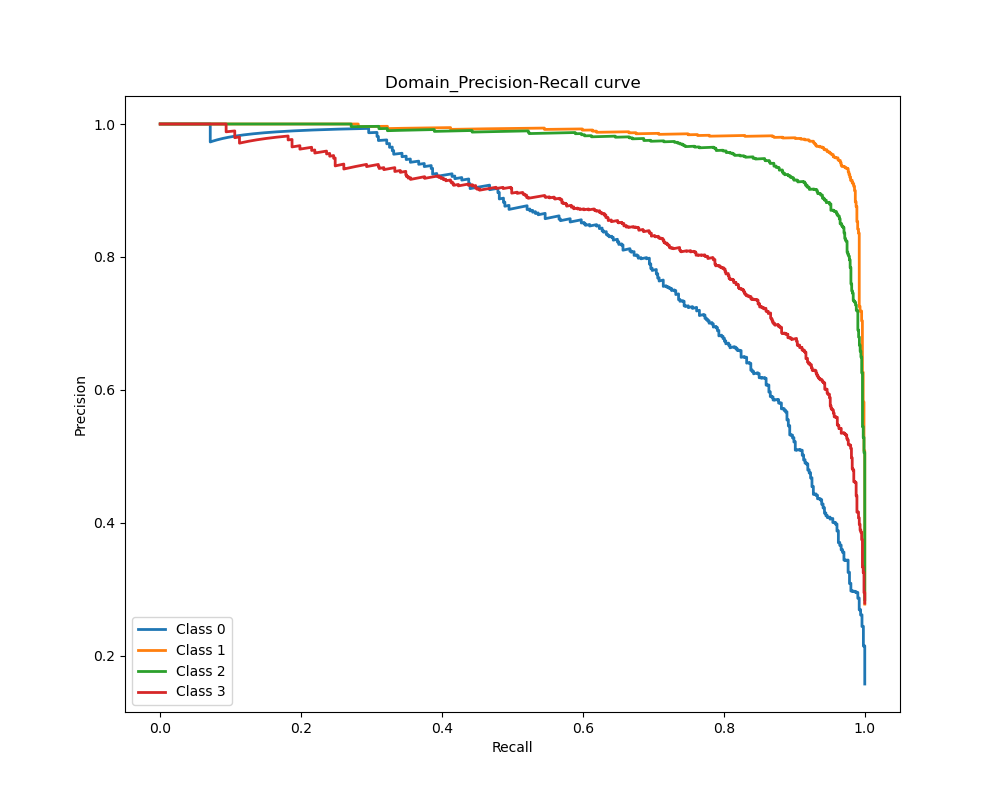 Domain_Precision-Recall curve
Precision
1.0
0.8
0.6
0.4
0.2
Class 0
Class 1
Class 2
Class 3
0.0 0.2 0.4 0.6 0.8 1.0
Recall